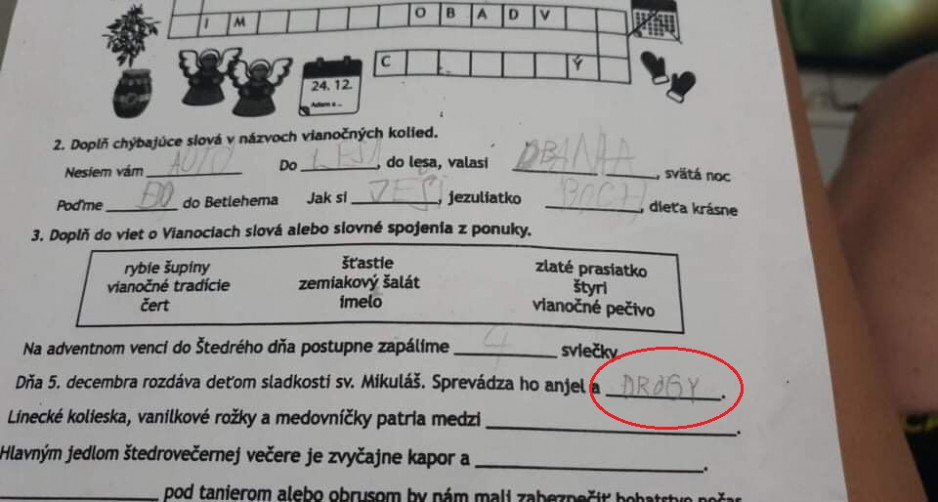 I M O B A D V
C Ý
24. 12.
2. Doplň chýbajúce slová v názvoch vianočných kolied.
Nesiem vám AUTO Do LESA, do lesa, valasi, svätá noc
Poďme DO do Betlehema Jak si JESI, jezuliatko BOCH, dieťa krásne
3. Doplň do viet o Vianociach slová alebo slovné spojenia z ponuky.
rybie šupiny šťastie zlaté prasiatko
vianočné tradície zemiakový šalát štyri
čert imelo vianočné pečivo
Na adventnom venci do Štedrého dňa postupne zapálime 4 sviečky.
Dňa 5. decembra rozdáva deťom sladkosti sv. Mikuláš. Sprevádza ho anjel a DROGY.
Linecké kolieska, vanilkové rožky a medovníčky patria medzi ____________.
Hlavným jedlom štedrovečernej večere je zvyčajne kapor a ____________.
____________ pod tanierom alebo obrusom by nám mali zabezpečiť bohatstvo počas